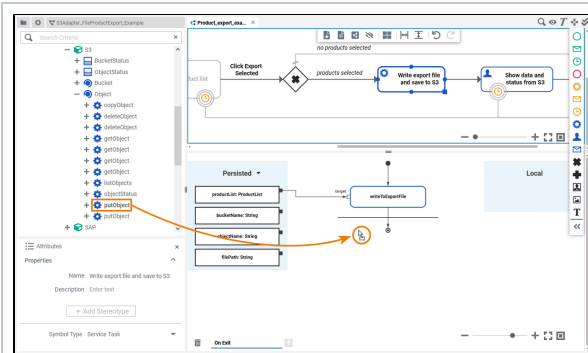 S3Adapter_FileProductExport_Example
Product_export_exa...
Search Criteria
S3
BucketStatus
ObjectStatus
Bucket
Object
copyObject
deleteObject
deleteObject
getObject
getObject
getObject
getObject
listObjects
objectStatus
putObject
putObject
SAP
Attributes
Properties
Name Write export file and save to S3
Description Enter text
+ Add Stereotype
Symbol Type Service Task
no products selected
Click Export
Selected
products selected
uct list
Write export file
and save to S3
Show data and
status from S3
Persisted
Local
productList: ProductList
target
writeToExportFile
bucketName: String
objectName: String
filePath: String
On Exit
T